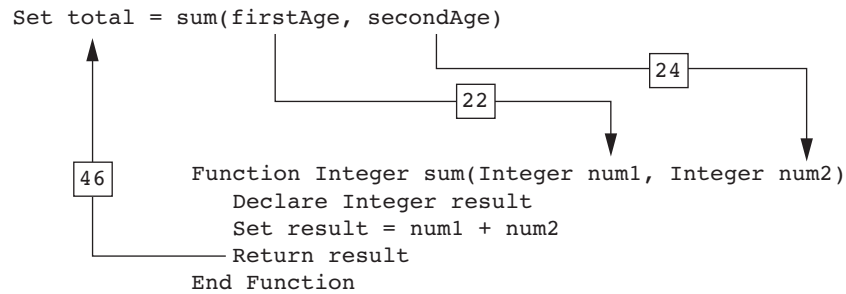 Set total = sum(firstAge, secondAge)
24
22
46
Function Integer sum(Integer num1, Integer num2)
Declare Integer result
Set result = num1 + num2
Return result
End Function